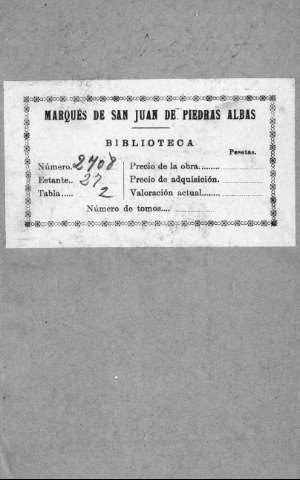 MARQUÉS DE SAN JUAN DE PIEDRAS ALBAS
BIBLIOTECA
Pesetas.
Número. 2708 Precio de la obra........
Estante.. 27 Precio de adquisición.
Tabla..... 2 Valoración actual........
Número de tomos....